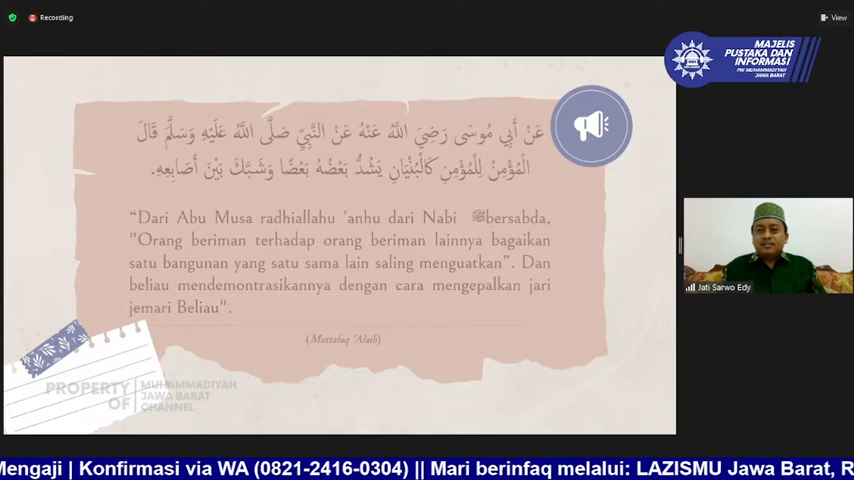 Recording
View
MAJELIS
PUSTAKA DAN
INFORMASI
PW MUHAMMADIYAH
JAWA BARAT
عَنْ أَبِي مُوسَى رَضِيَ اللَّهُ عَنْهُ عَنْ النَّبِيِّ صَلَّى اللَّهُ عَلَيْهِ وَسَلَّمَ قَالَ
الْمُؤْمِنُ لِلْمُؤْمِنِ كَالْبُنْيَانِ يَشُدُّ بَعْضُهُ بَعْضًا وَشَبَّكَ بَيْنَ أَصَابِعِهِ.
“Dari Abu Musa radhiallahu 'anhu dari Nabi ﷺbersabda,
"Orang beriman terhadap orang beriman lainnya bagaikan
satu bangunan yang satu sama lain saling menguatkan”. Dan
beliau mendemontrasikannya dengan cara mengepalkan jari
jemari Beliau".
(Muttafaq 'Alaih)
Jati Sarwo Edy
PROPERTY OF
MUHAMMADIYAH
JAWA BARAT
CHANNEL
Mengaji | Konfirmasi via WA (0821-2416-0304) || Mari berinfaq melalui: LAZISMU Jawa Barat, R